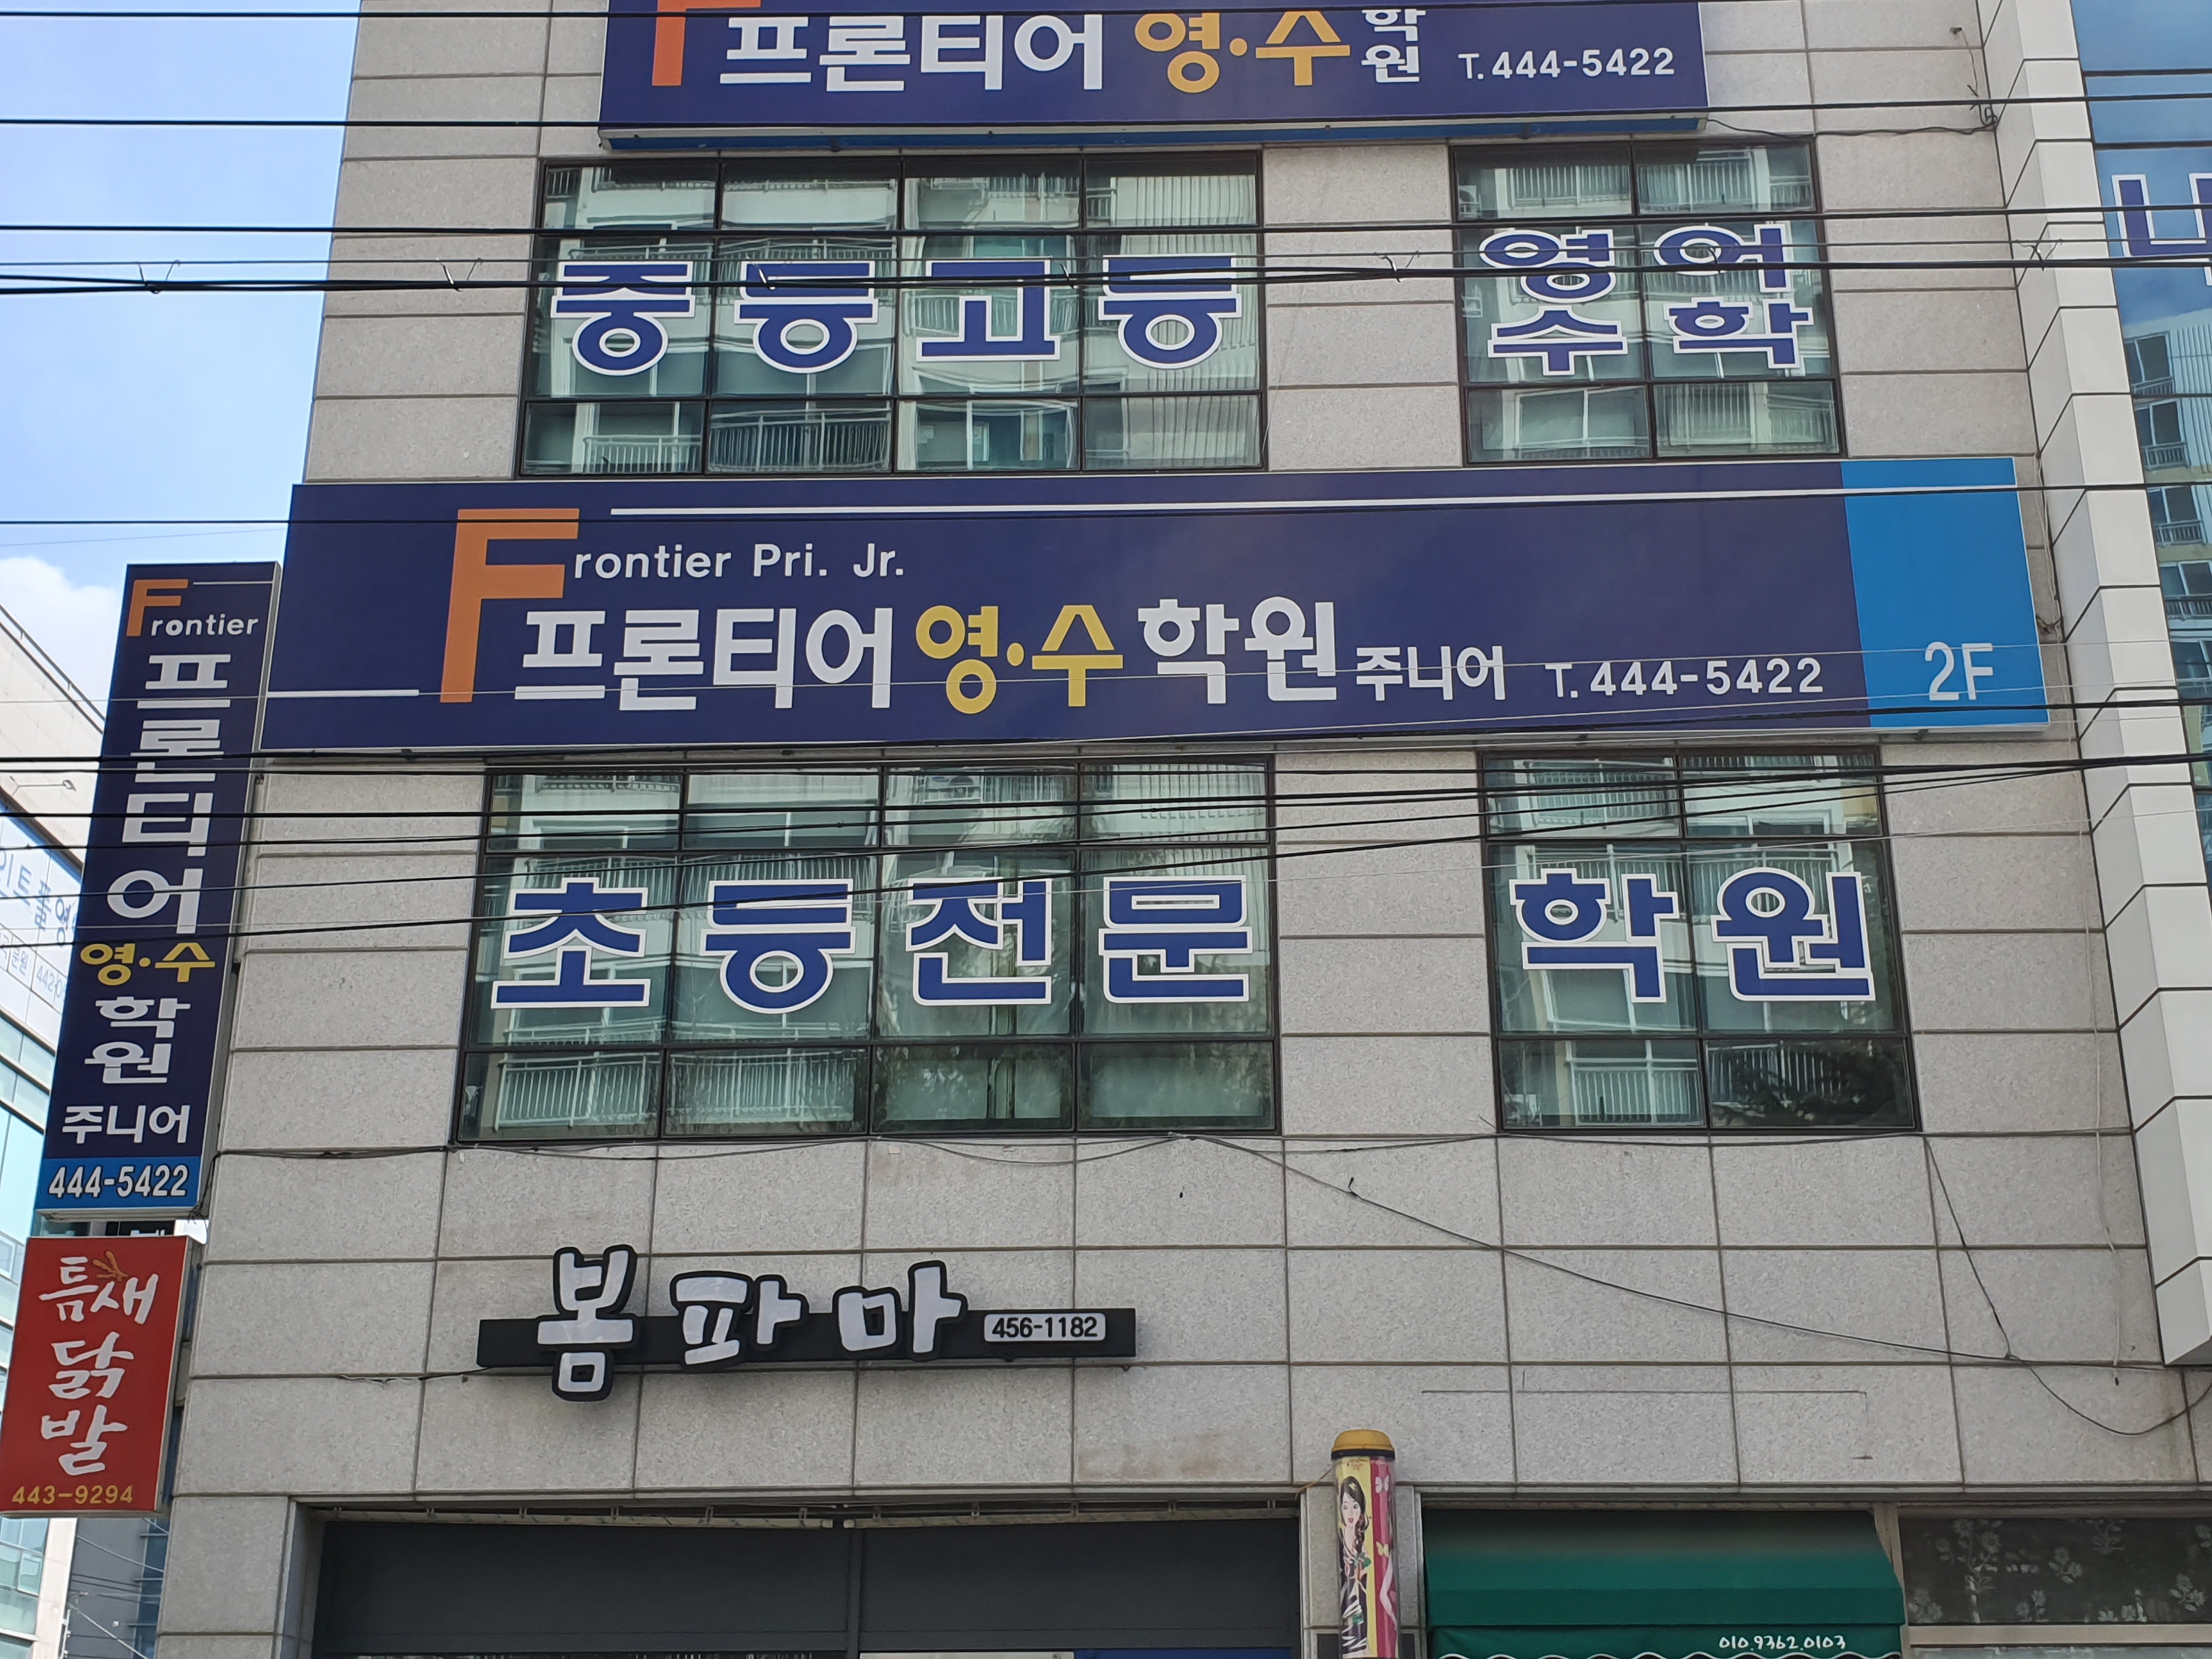 프론티어 영·수 학원 T.444-5422
중등고등
영어
수학
Frontier Pri. Jr.
프론티어 영·수 학원 주니어 T.444-5422
2F
Frontier
프론티어
영·수
학원
주니어
444-5422
초등전문 학원
봄파마 456-1182
틈새
닭
발
443-9294
010.9362.0103